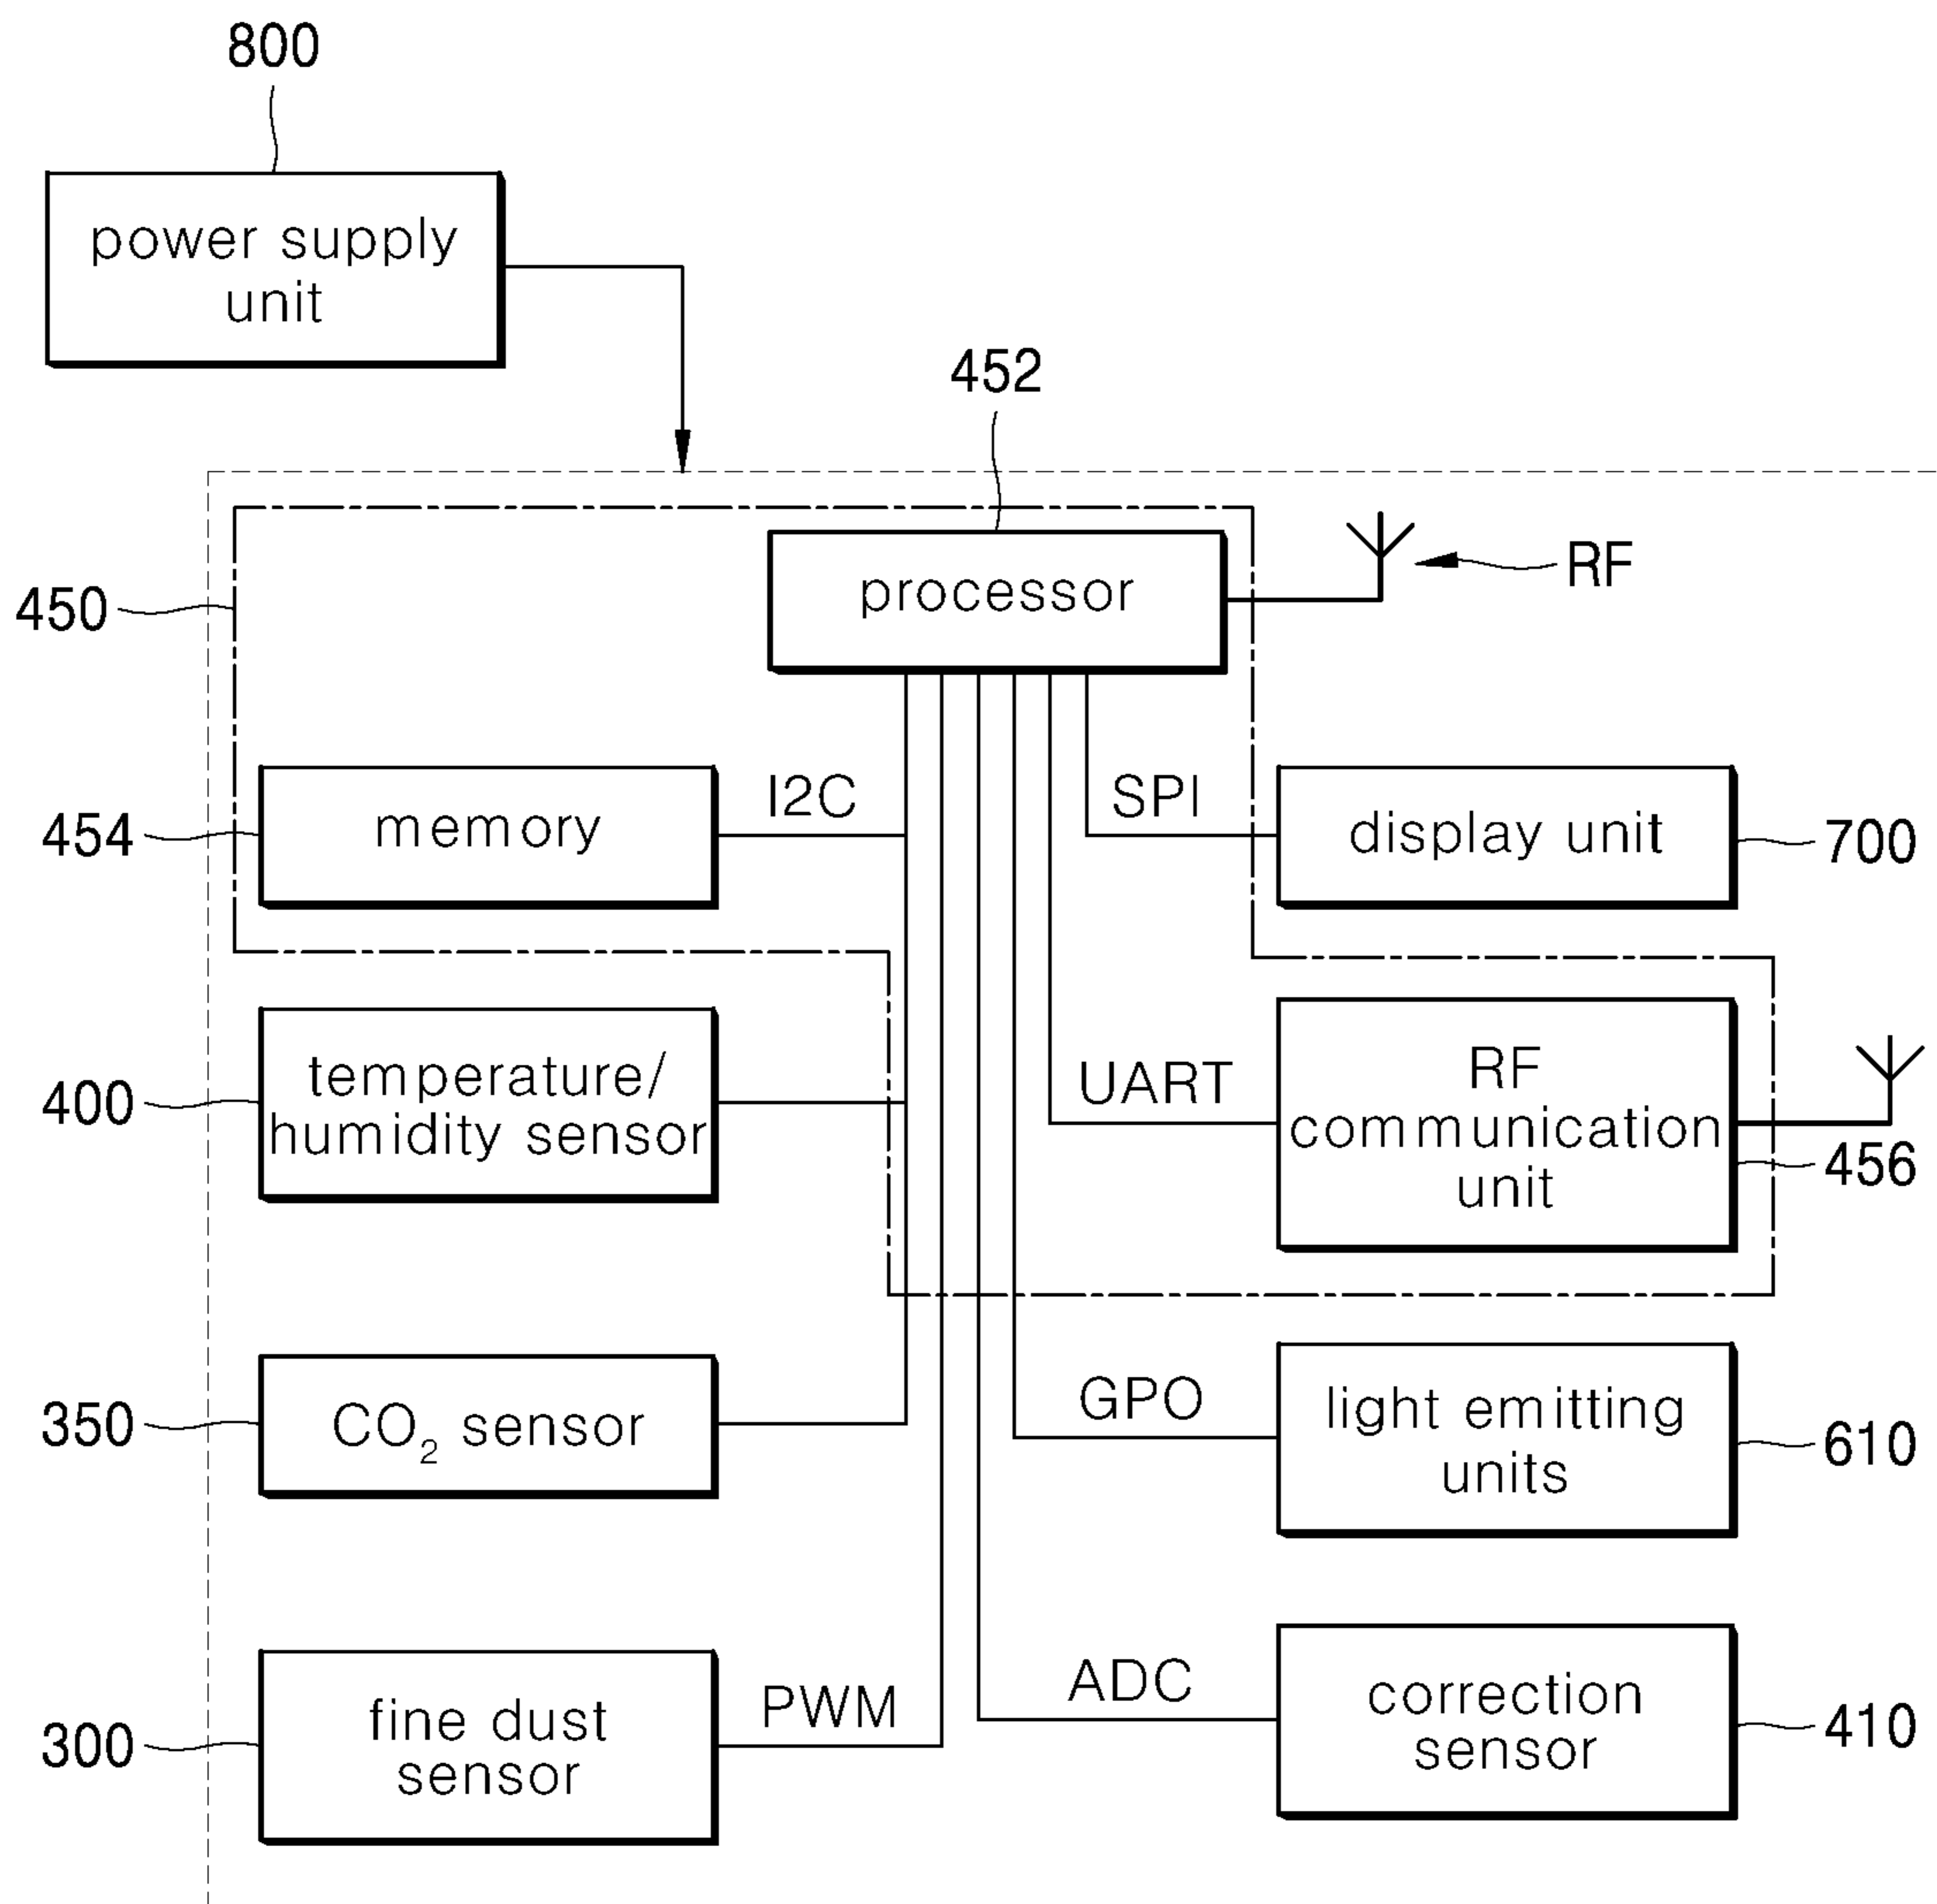 800
power supply
unit
452
processor
RF
450
memory
I2C
SPI
display unit
454
700
temperature/
humidity sensor
400
UART
RF
communication
unit
456
CO₂ sensor
350
GPO
light emitting
units
610
fine dust
sensor
300
PWM
ADC
correction
sensor
410